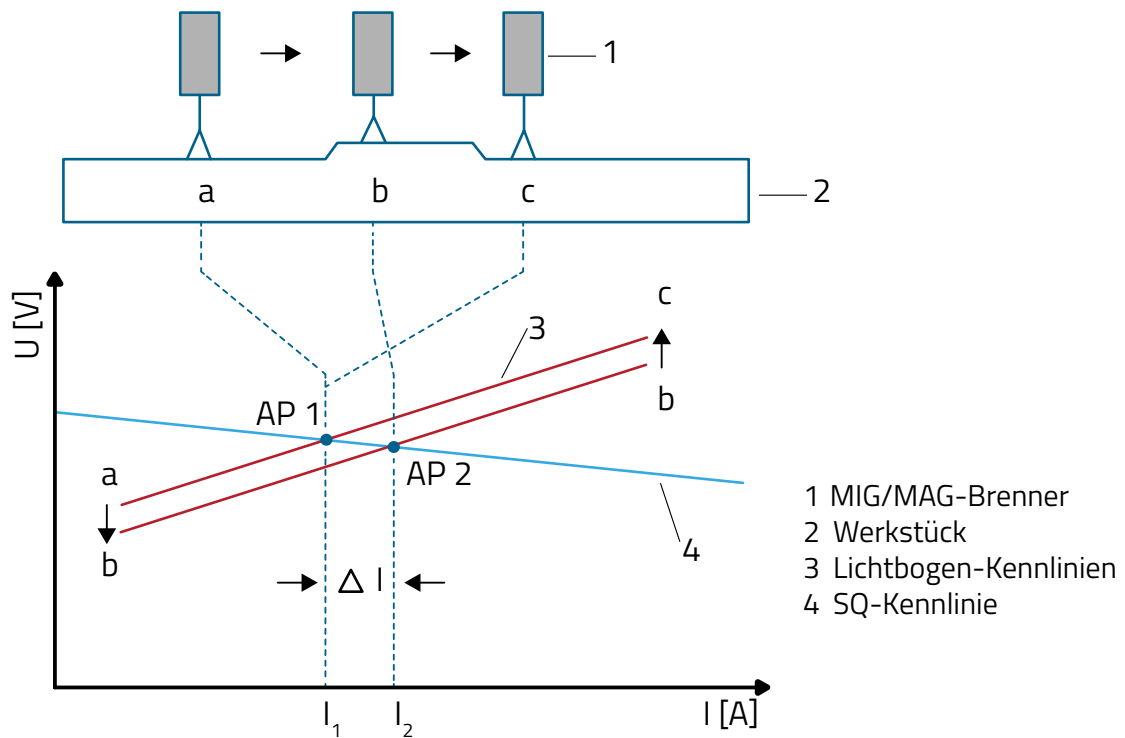 1
a b c 2
U [V]
c
3
b
AP 1
AP 2
a
b
4
Δ I
I₁ I₂ I [A]
1 MIG/MAG-Brenner
2 Werkstück
3 Lichtbogen-Kennlinien
4 SQ-Kennlinie